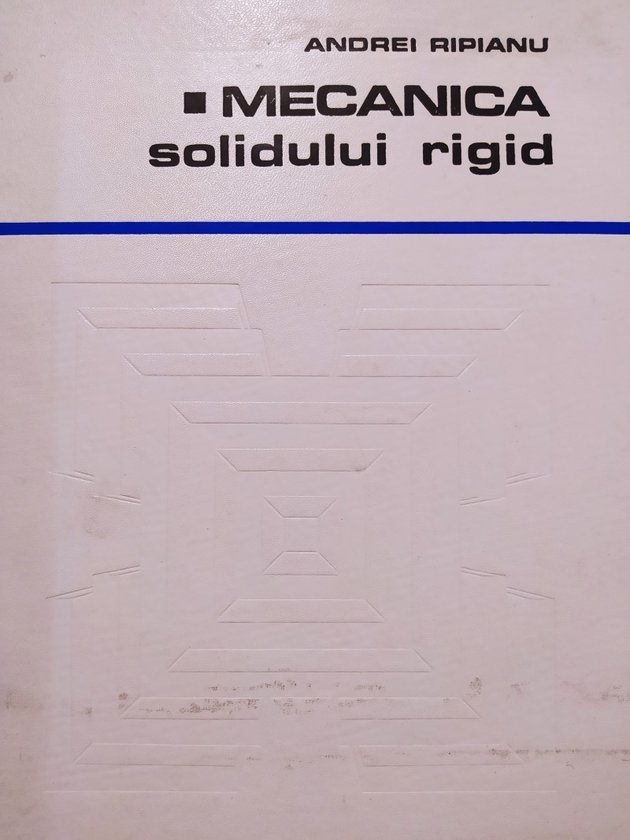 ANDREI RIPIANU
■ MECANICA
solidului rigid